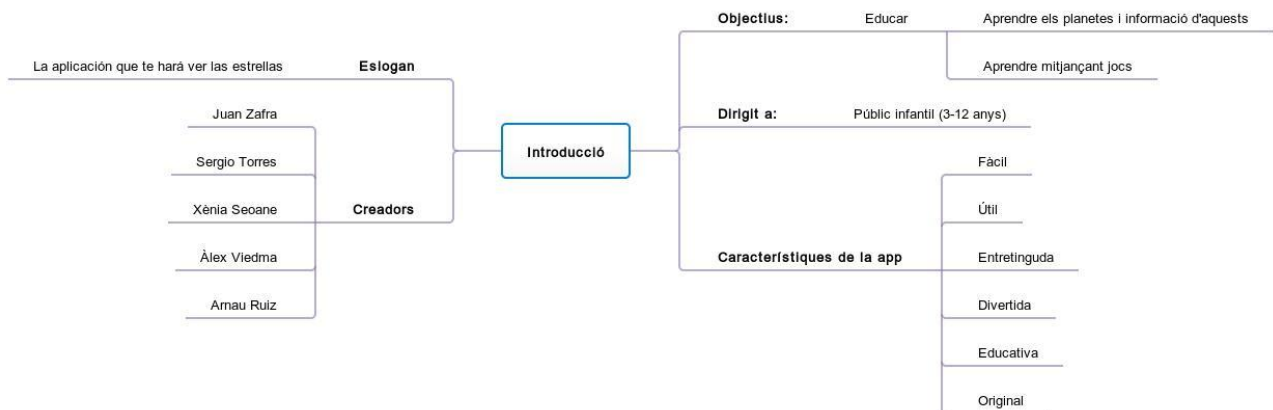 Introducció
Eslogan
La aplicación que te hará ver las estrellas
Creadors
Juan Zafra
Sergio Torres
Xènia Seoane
Àlex Viedma
Arnau Ruiz
Objectius:
Educar
Aprendre els planetes i informació d'aquests
Aprendre mitjançant jocs
Dirigit a:
Públic infantil (3-12 anys)
Característiques de la app
Fàcil
Útil
Entretinguda
Divertida
Educativa
Original